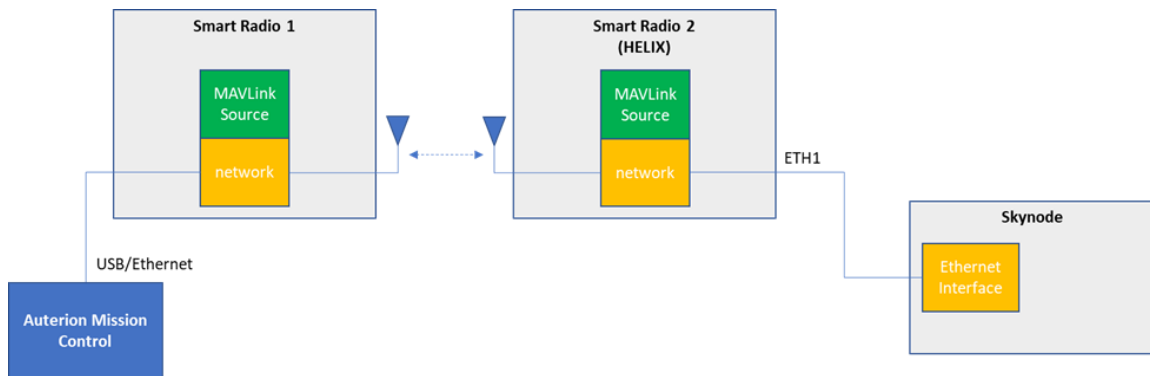 Smart Radio 1
MAVLink
Source
network
USB/Ethernet
Auterion Mission
Control
Smart Radio 2
(HELIX)
MAVLink
Source
network
ETH1
Skynode
Ethernet
Interface